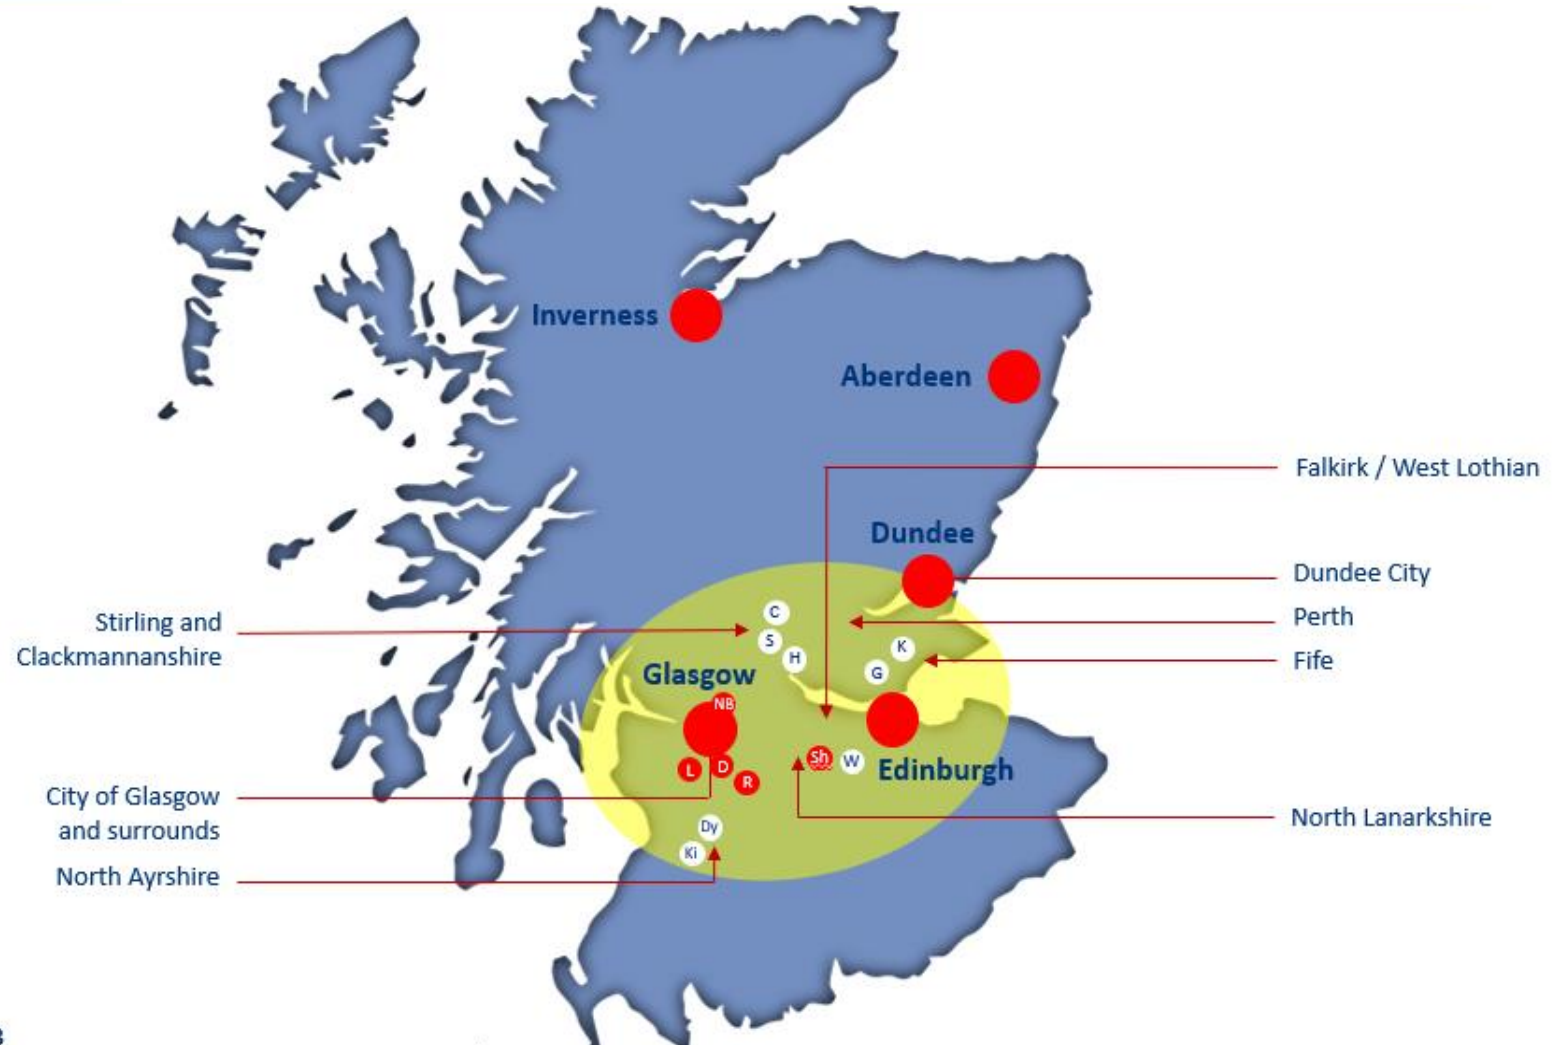 Inverness
Aberdeen
Falkirk / West Lothian
Dundee
Dundee City
C
Perth
Stirling and
Clackmannanshire
S
H
K
Fife
G
Glasgow
NB
Sh
W
L
D
R
Edinburgh
City of Glasgow
and surrounds
North Lanarkshire
Dy
Ki
North Ayrshire